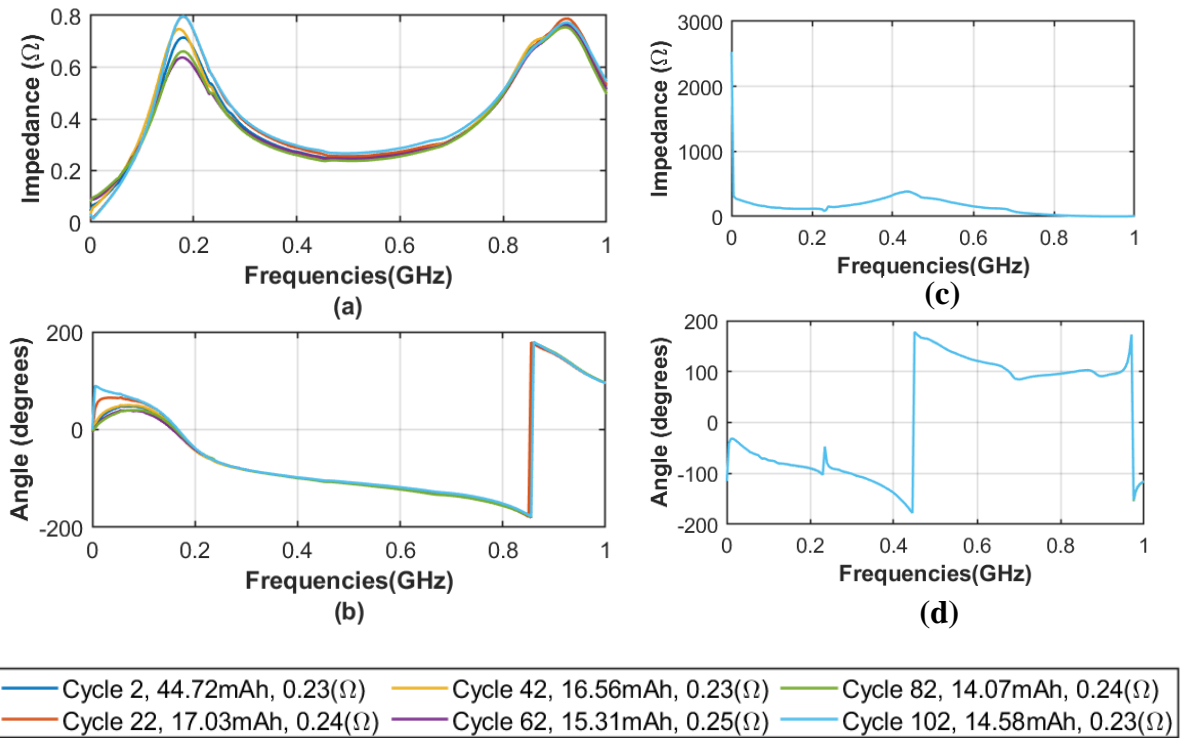 0.8
0.6
0.4
0.2
0
Impedance (Ω)
0 0.2 0.4 0.6 0.8 1
Frequencies(GHz)
(a)
3000
2000
1000
0
Impedance (Ω)
0 0.2 0.4 0.6 0.8 1
Frequencies(GHz)
(c)
200
0
-200
Angle (degrees)
0 0.2 0.4 0.6 0.8 1
Frequencies(GHz)
(b)
200
100
0
-100
-200
Angle (degrees)
0 0.2 0.4 0.6 0.8 1
Frequencies(GHz)
(d)
Cycle 2, 44.72mAh, 0.23(Ω)
Cycle 42, 16.56mAh, 0.23(Ω)
Cycle 82, 14.07mAh, 0.24(Ω)
Cycle 22, 17.03mAh, 0.24(Ω)
Cycle 62, 15.31mAh, 0.25(Ω)
Cycle 102, 14.58mAh, 0.23(Ω)